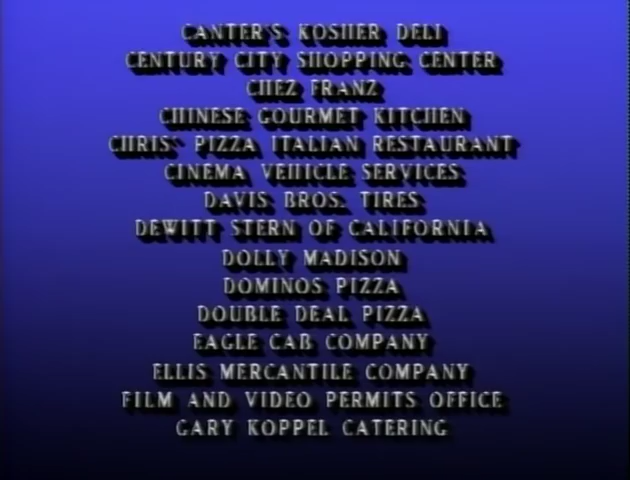 CANTER'S KOSHER DELI
CENTURY CITY SHOPPING CENTER
CHEZ FRANZ
CHINESE GOURMET KITCHEN
CHRIS' PIZZA ITALIAN RESTAURANT
CINEMA VEHICLE SERVICES
DAVIS BROS. TIRES
DEWITT STERN OF CALIFORNIA
DOLLY MADISON
DOMINOS PIZZA
DOUBLE DEAL PIZZA
EAGLE CAB COMPANY
ELLIS MERCANTILE COMPANY
FILM AND VIDEO PERMITS OFFICE
GARY KOPPEL CATERING